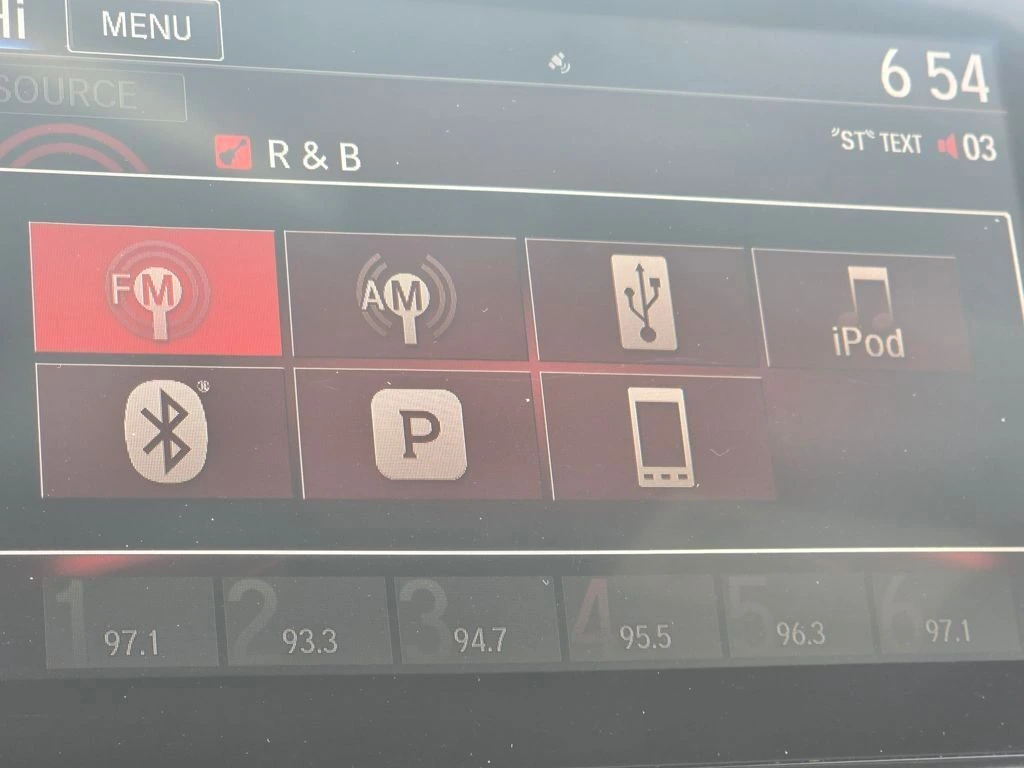 Hi MENU
6 54
SOURCE
R & B
"ST" TEXT 03
FM AM iPod
® P
1 2 3 4 5 6
97.1 93.3 94.7 95.5 96.3 97.1